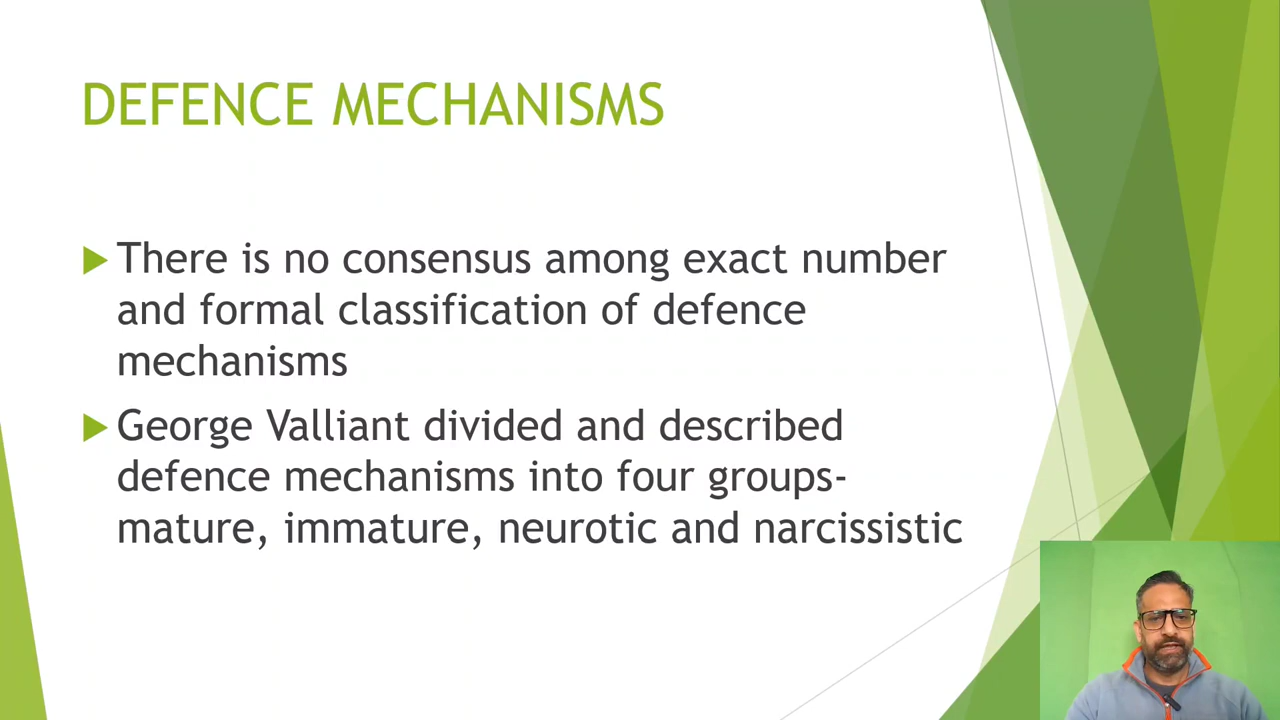 DEFENCE MECHANISMS
There is no consensus among exact number
and formal classification of defence
mechanisms
George Valliant divided and described
defence mechanisms into four groups-
mature, immature, neurotic and narcissistic